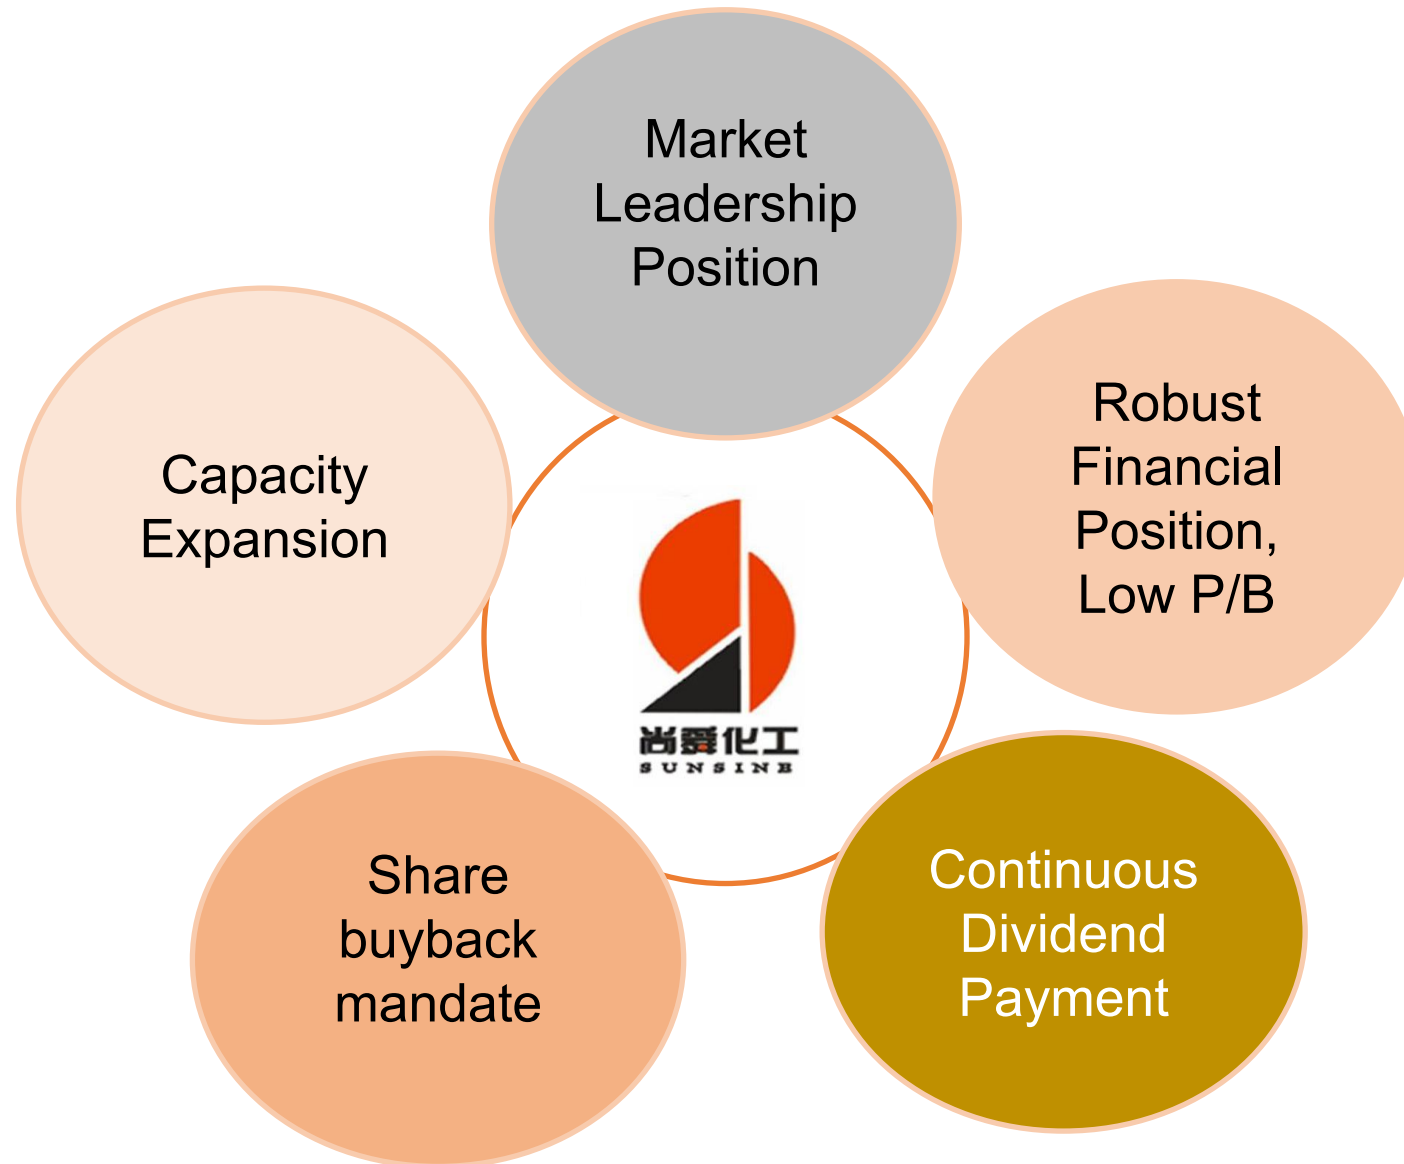 Market
Leadership
Position
Robust
Financial
Position,
Low P/B
Capacity
Expansion
尚舜化工
SUNSINE
Continuous
Dividend
Payment
Share
buyback
mandate